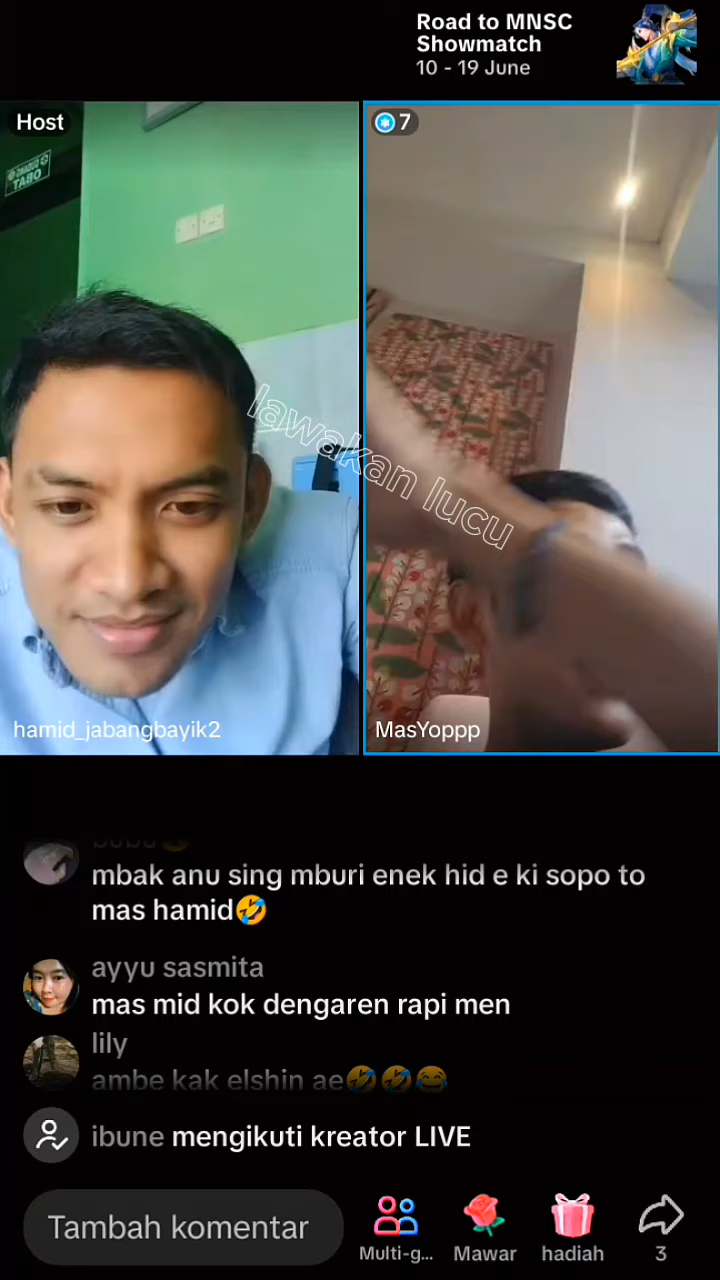 Road to MNSC
Showmatch
10 - 19 June
Host
7
lawakan lucu
hamid_jabangbayik2
MasYoppp
mbak anu sing mburi enek hid e ki sopo to
mas hamid🤣
ayyu sasmita
mas mid kok dengaren rapi men
lily
ambe kak elshin ae🤣🤣😂
ibune mengikuti kreator LIVE
Tambah komentar
Multi-g...
Mawar
hadiah
3